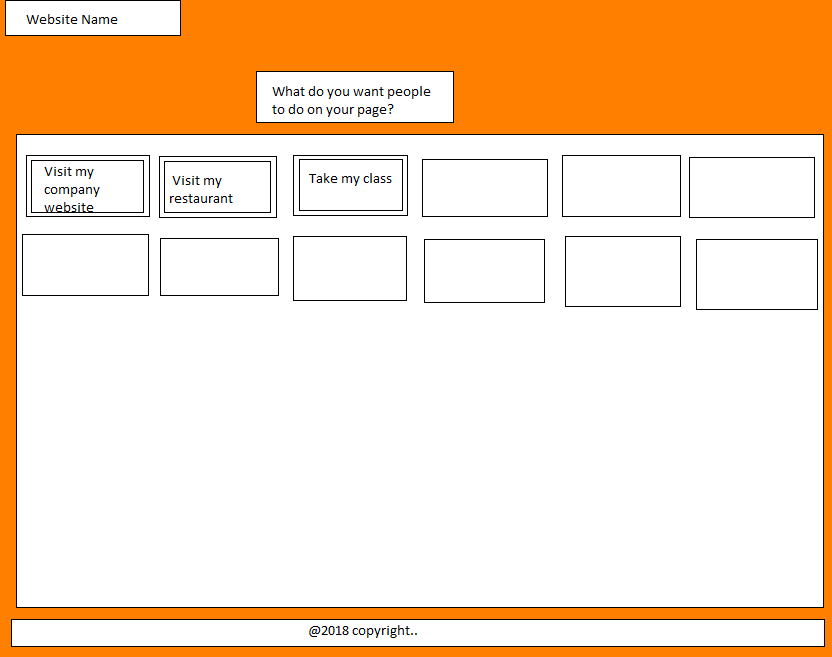 Website Name
What do you want people
to do on your page?
Visit my
company
website
Visit my
restaurant
Take my class
@2018 copyright..